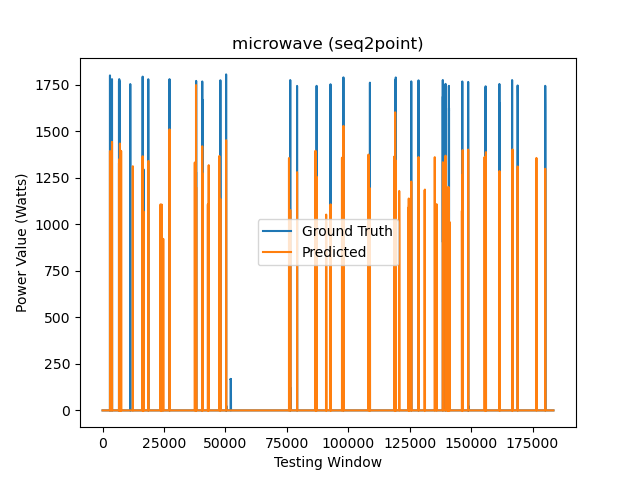 microwave (seq2point)
Power Value (Watts)
1750
1500
1250
1000
750
500
250
0
Ground Truth
Predicted
0 25000 50000 75000 100000 125000 150000 175000
Testing Window